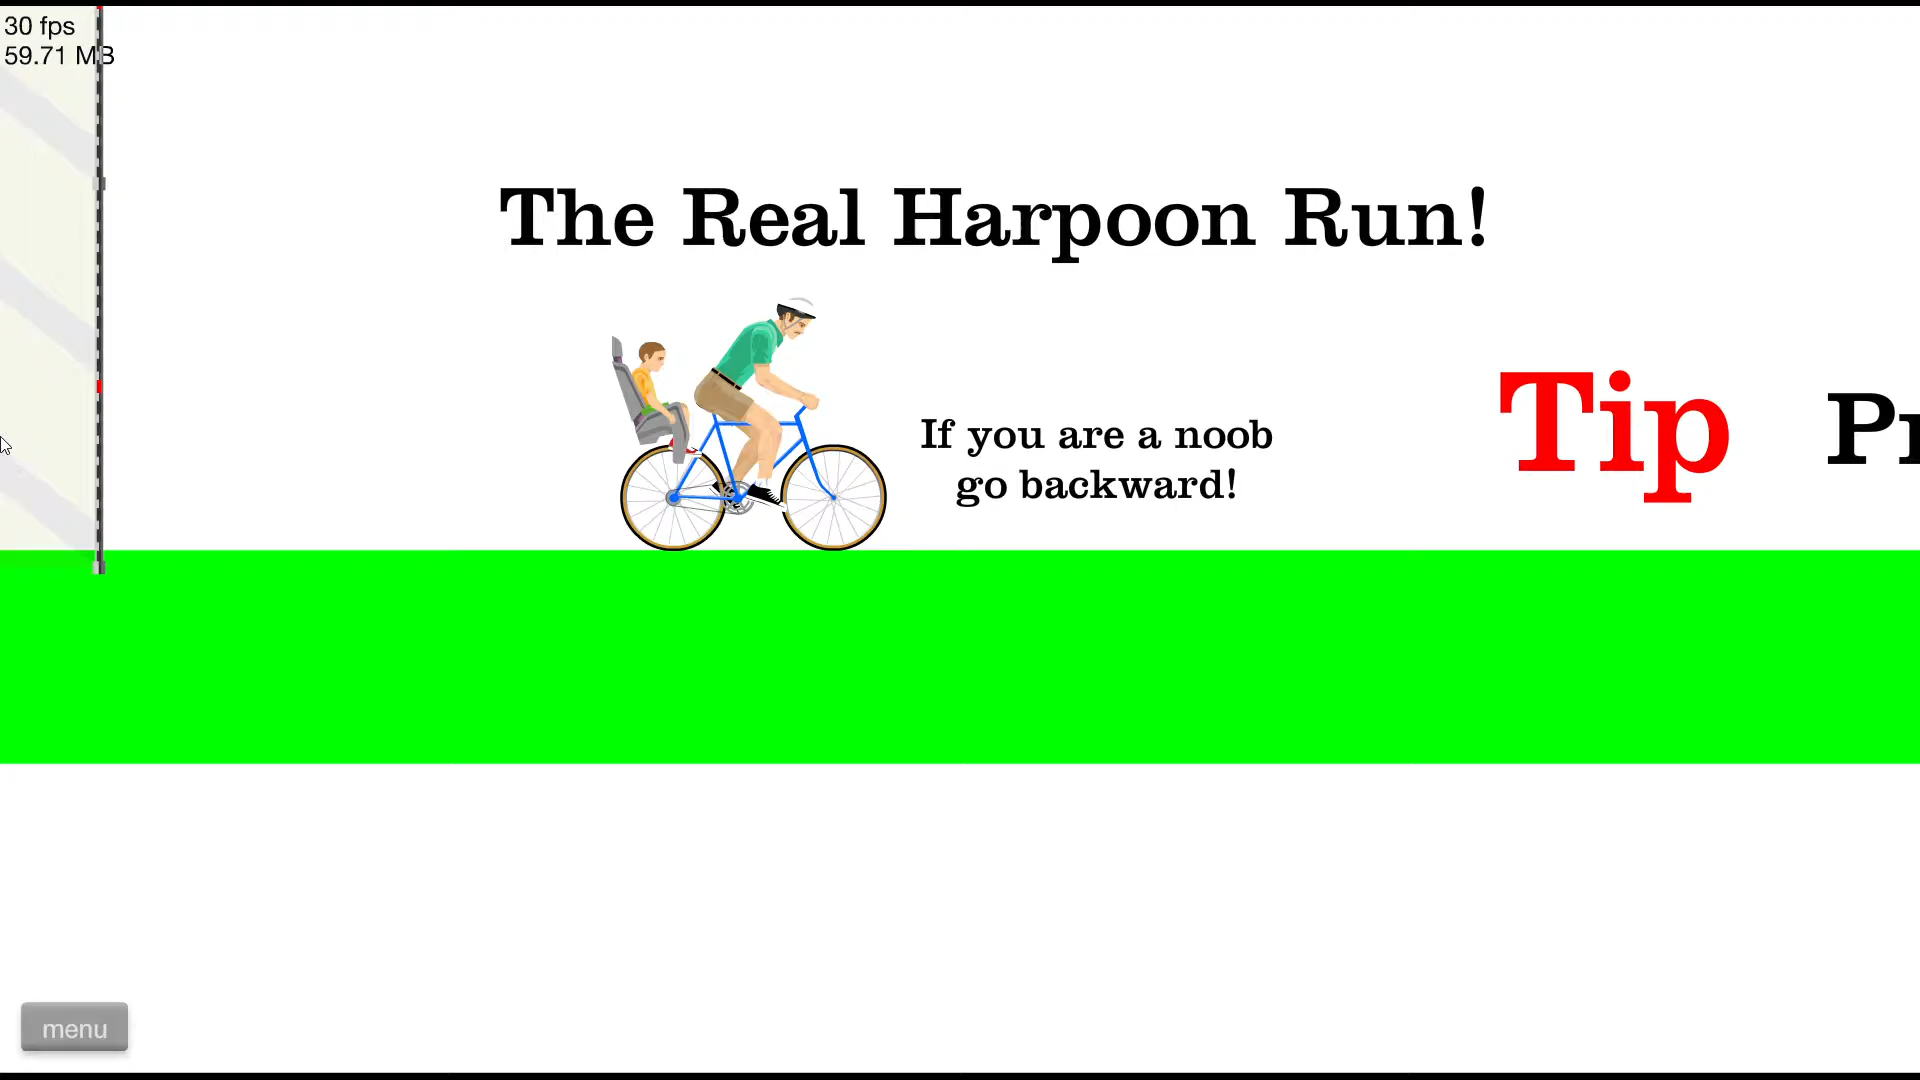 30 fps
59.71 MB
The Real Harpoon Run!
If you are a noob
go backward!
Tip
menu